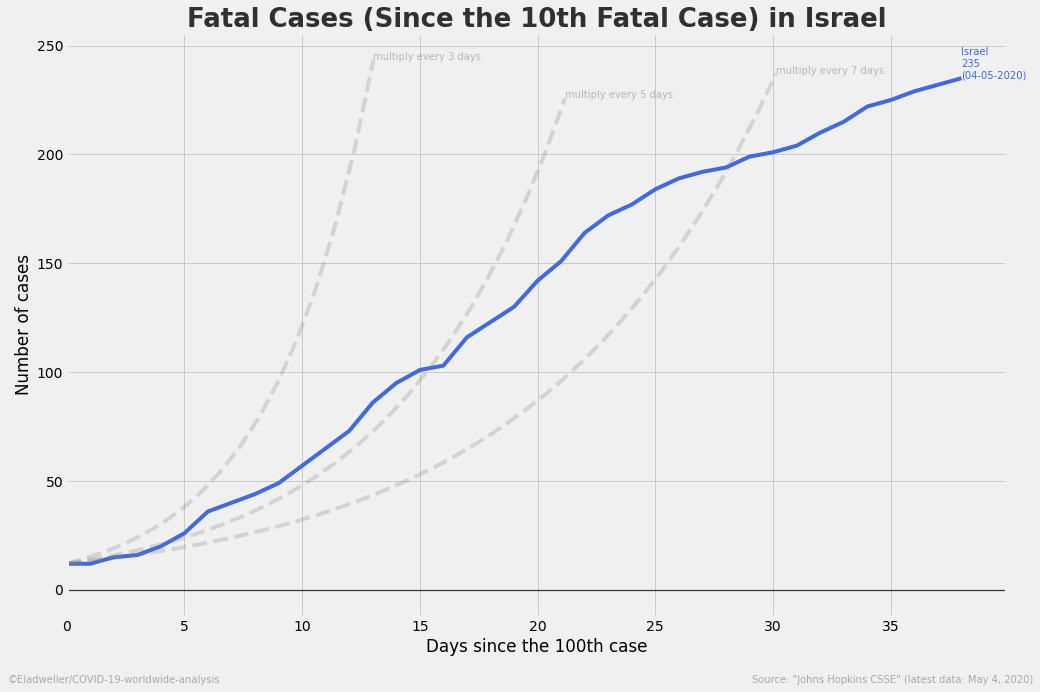 Fatal Cases (Since the 10th Fatal Case) in Israel
250
200
150
100
50
0
Number of cases
multiply every 3 days
multiply every 5 days
multiply every 7 days
Israel
235
(04-05-2020)
0 5 10 15 20 25 30 35
Days since the 100th case
©Eladweller/COVID-19-worldwide-analysis
Source: "Johns Hopkins CSSE" (latest data: May 4, 2020)